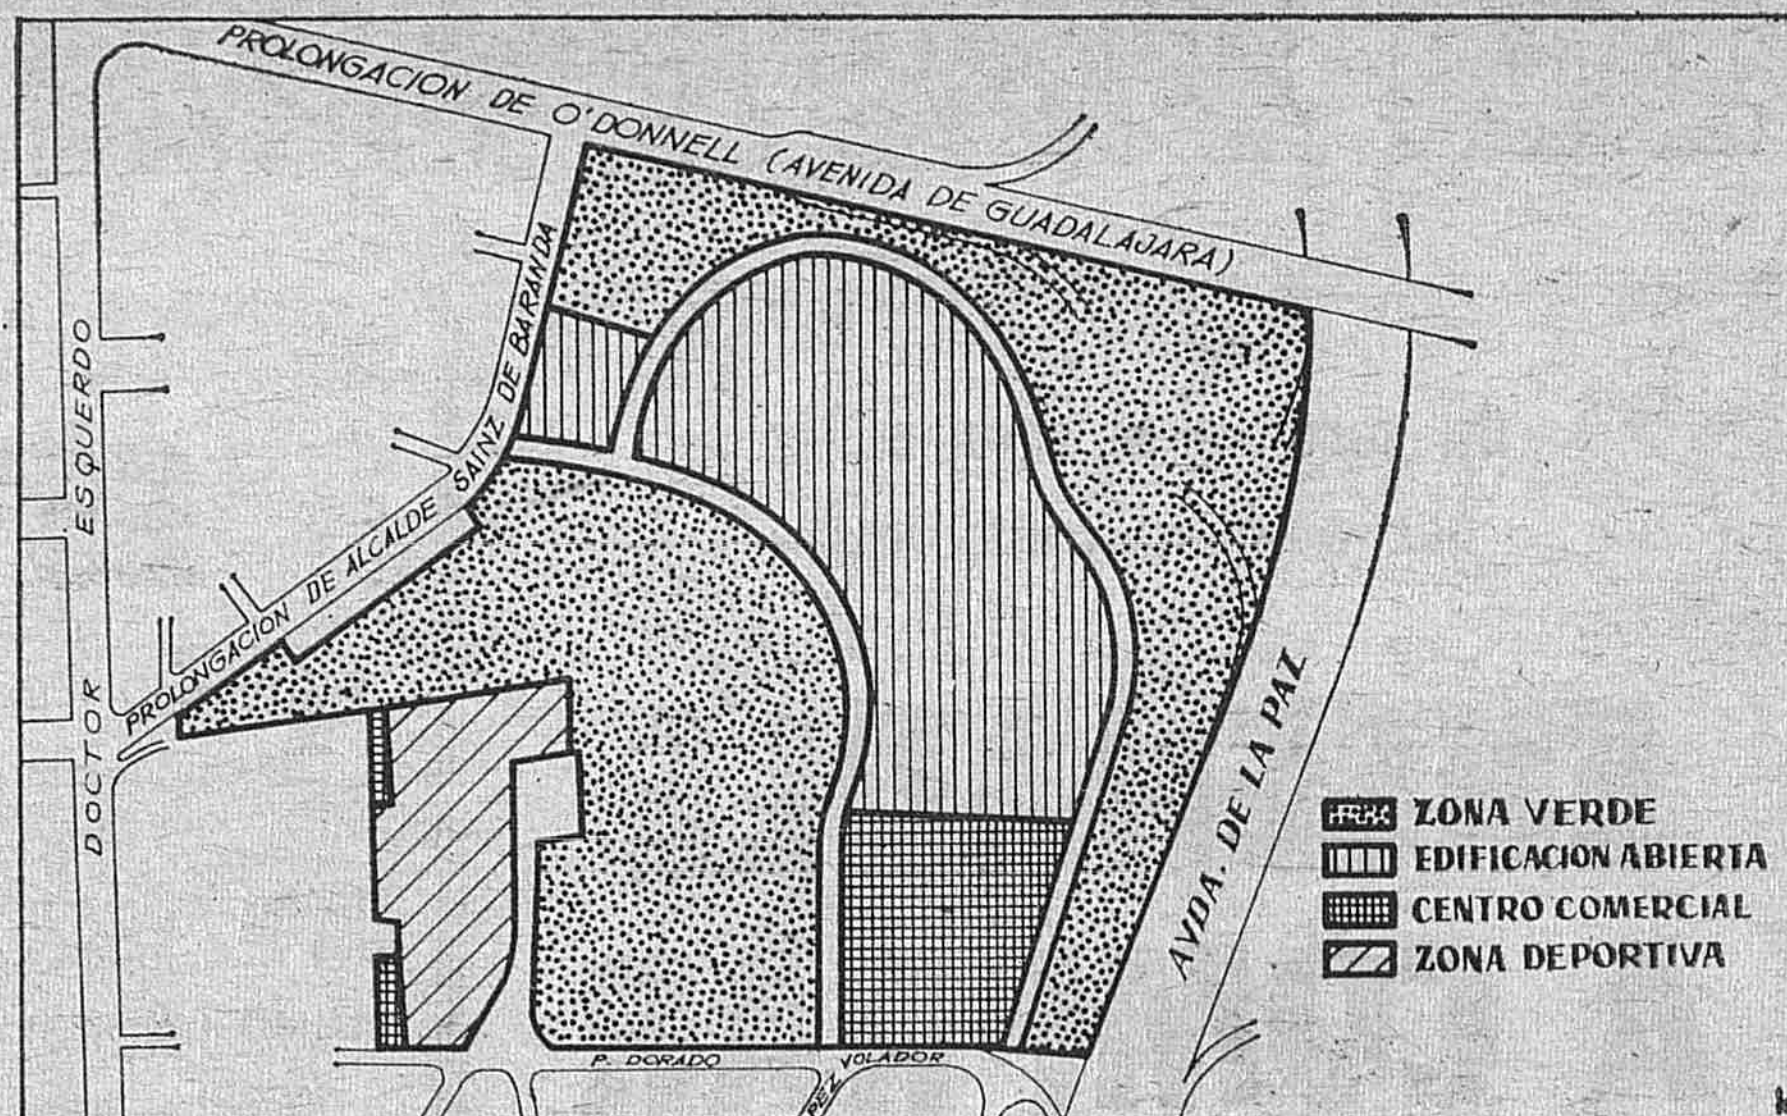 PROLONGACION DE O'DONNELL (AVENIDA DE GUADALAJARA)
PROLONGACION DE ALCALDE SAINZ DE BARANDA
DOCTOR ESQUERDO
AVDA. DE LA PAZ
ZONA VERDE
EDIFICACION ABIERTA
CENTRO COMERCIAL
ZONA DEPORTIVA
P. DORADO
PEZ VOLADOR